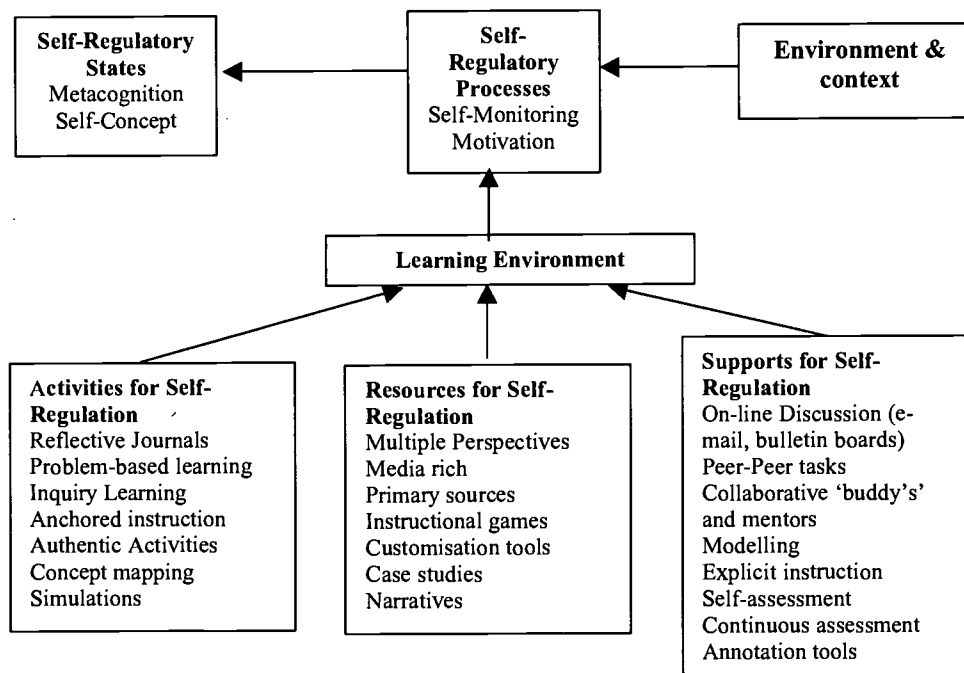 Self-Regulatory
States
Metacognition
Self-Concept
Self-
Regulatory
Processes
Self-Monitoring
Motivation
Environment &
context
Learning Environment
Activities for Self-
Regulation
Reflective Journals
Problem-based learning
Inquiry Learning
Anchored instruction
Authentic Activities
Concept mapping
Simulations
Resources for Self-
Regulation
Multiple Perspectives
Media rich
Primary sources
Instructional games
Customisation tools
Case studies
Narratives
Supports for Self-
Regulation
On-line Discussion (e-
mail, bulletin boards)
Peer-Peer tasks
Collaborative ‘buddy’s’
and mentors
Modelling
Explicit instruction
Self-assessment
Continuous assessment
Annotation tools